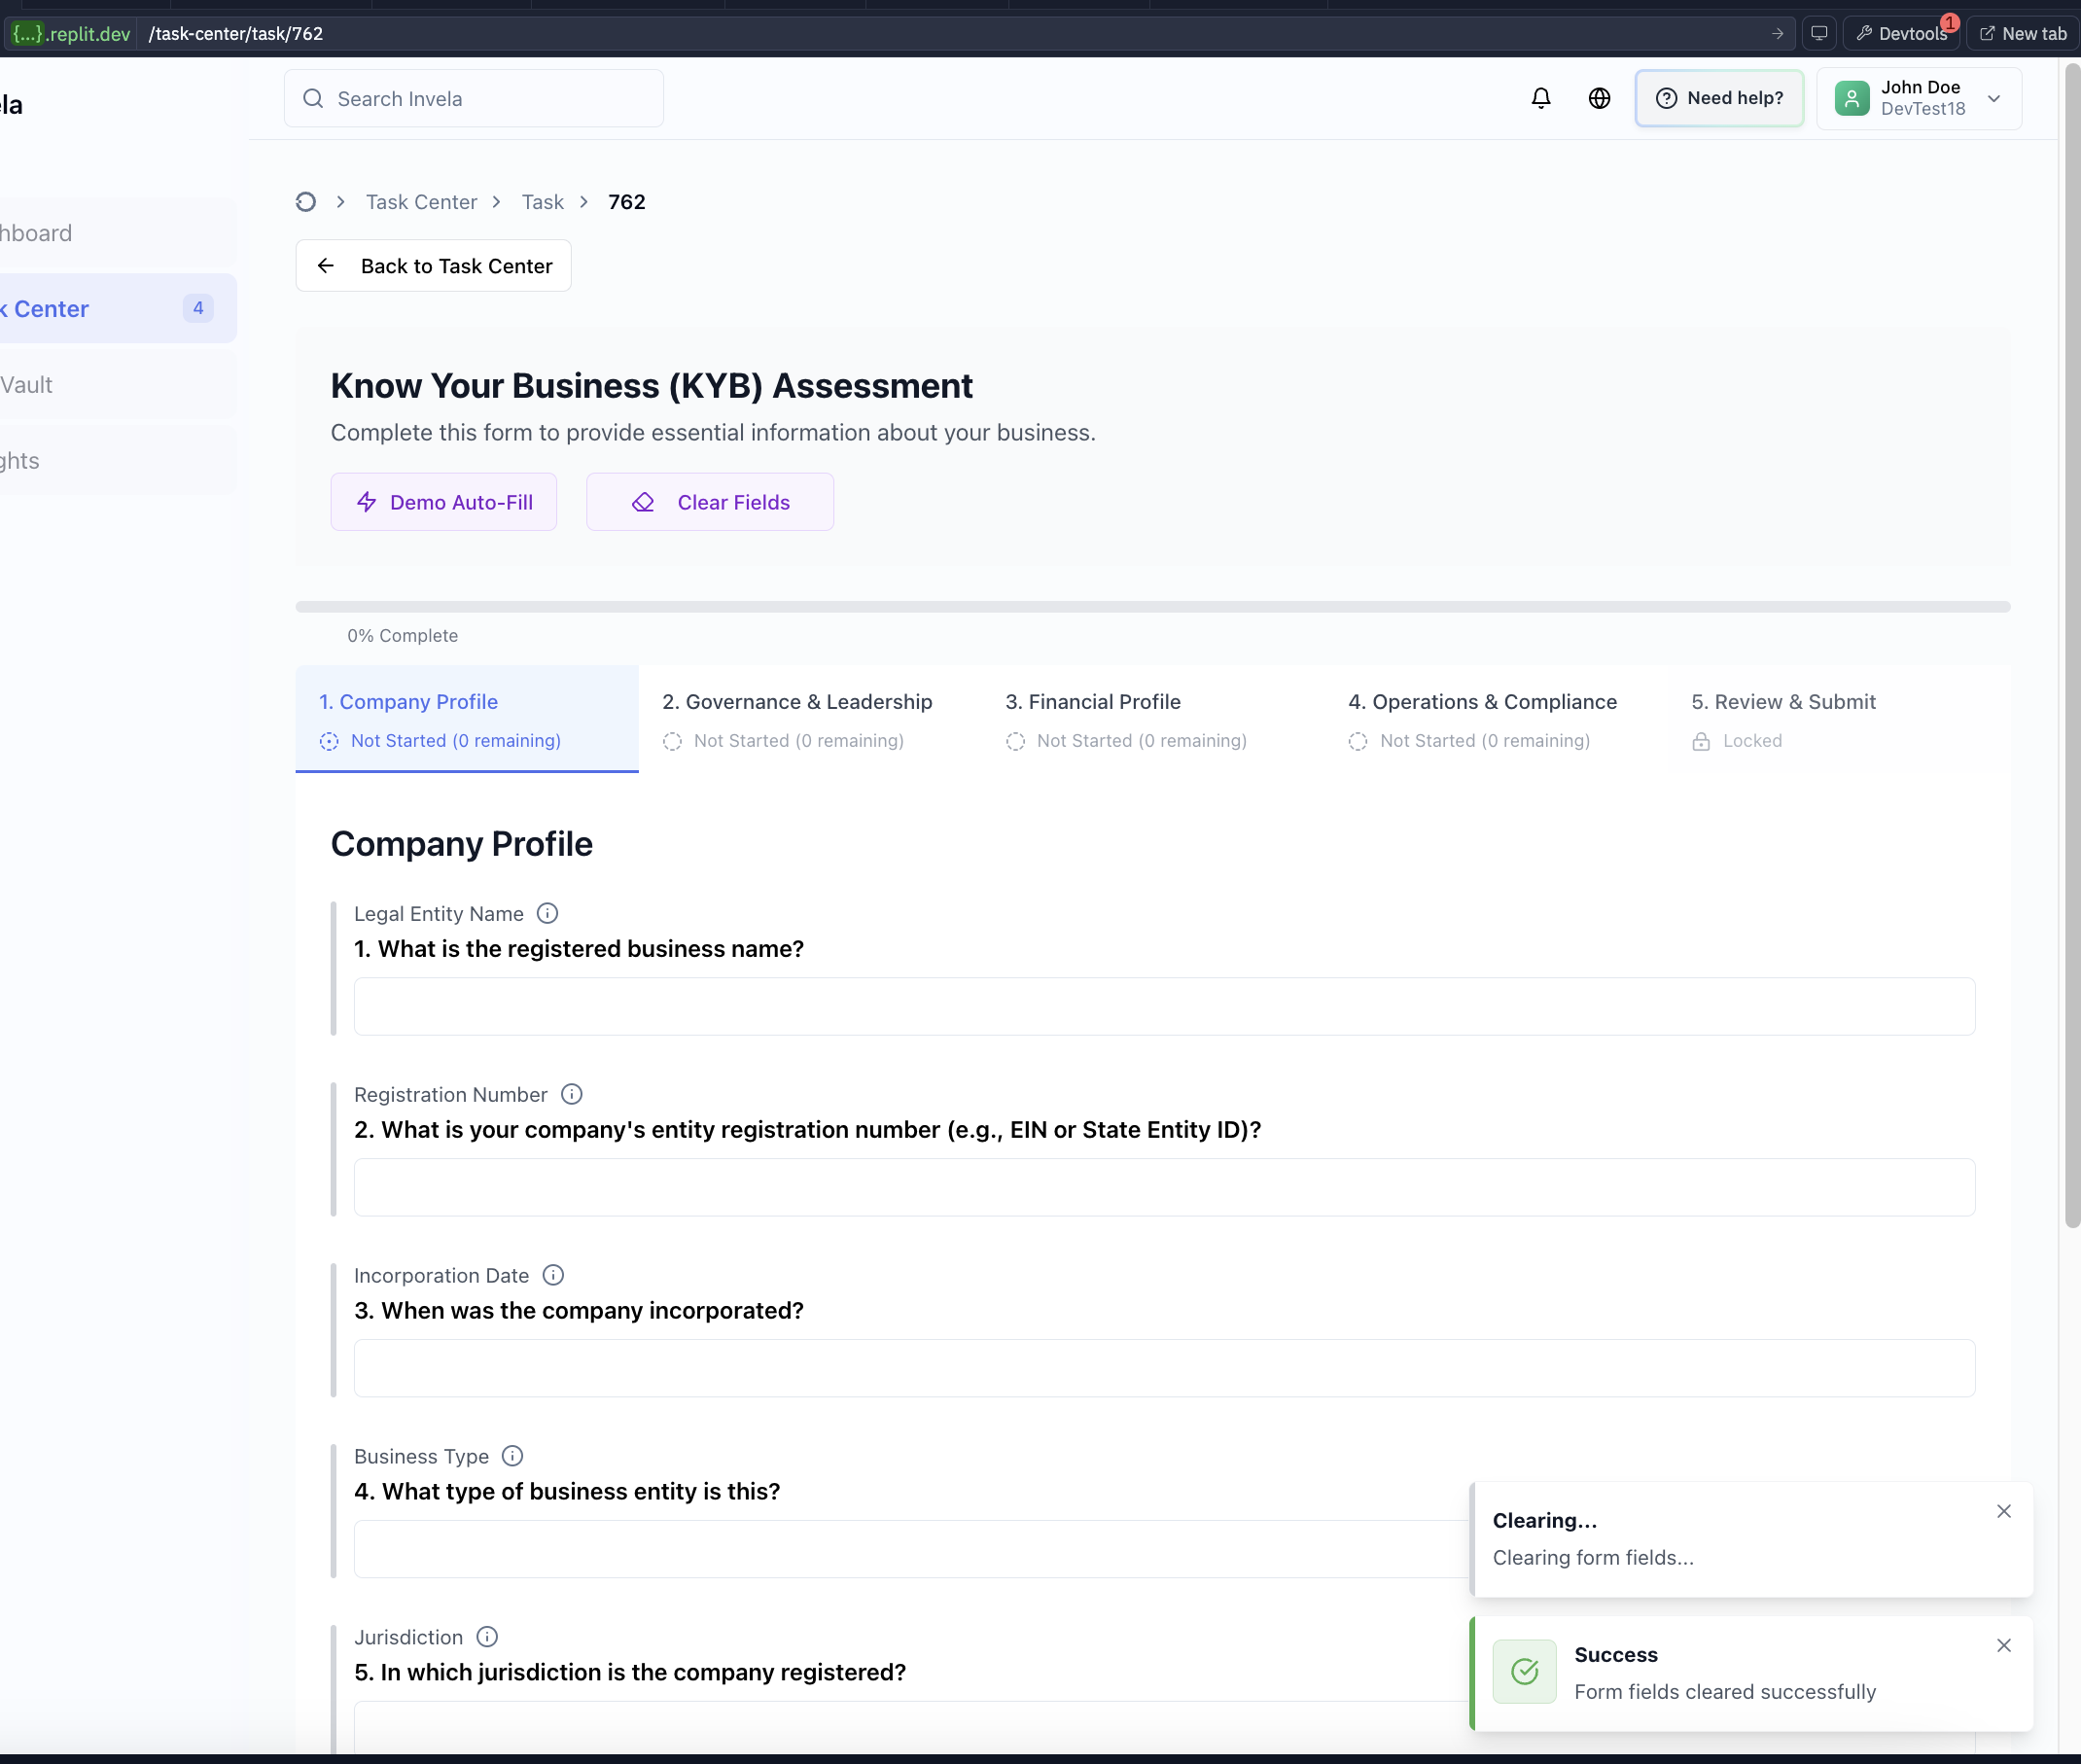 {...}.replit.dev /task-center/task/762
Devtools 1
New tab
la
Search Invela
Need help?
John Doe
DevTest18
hboard
k Center 4
Vault
ghts
Task Center > Task > 762
Back to Task Center
Know Your Business (KYB) Assessment
Complete this form to provide essential information about your business.
Demo Auto-Fill
Clear Fields
0% Complete
1. Company Profile
Not Started (0 remaining)
2. Governance & Leadership
Not Started (0 remaining)
3. Financial Profile
Not Started (0 remaining)
4. Operations & Compliance
Not Started (0 remaining)
5. Review & Submit
Locked
Company Profile
Legal Entity Name
1. What is the registered business name?
Registration Number
2. What is your company's entity registration number (e.g., EIN or State Entity ID)?
Incorporation Date
3. When was the company incorporated?
Business Type
4. What type of business entity is this?
Jurisdiction
5. In which jurisdiction is the company registered?
Clearing...
Clearing form fields...
Success
Form fields cleared successfully